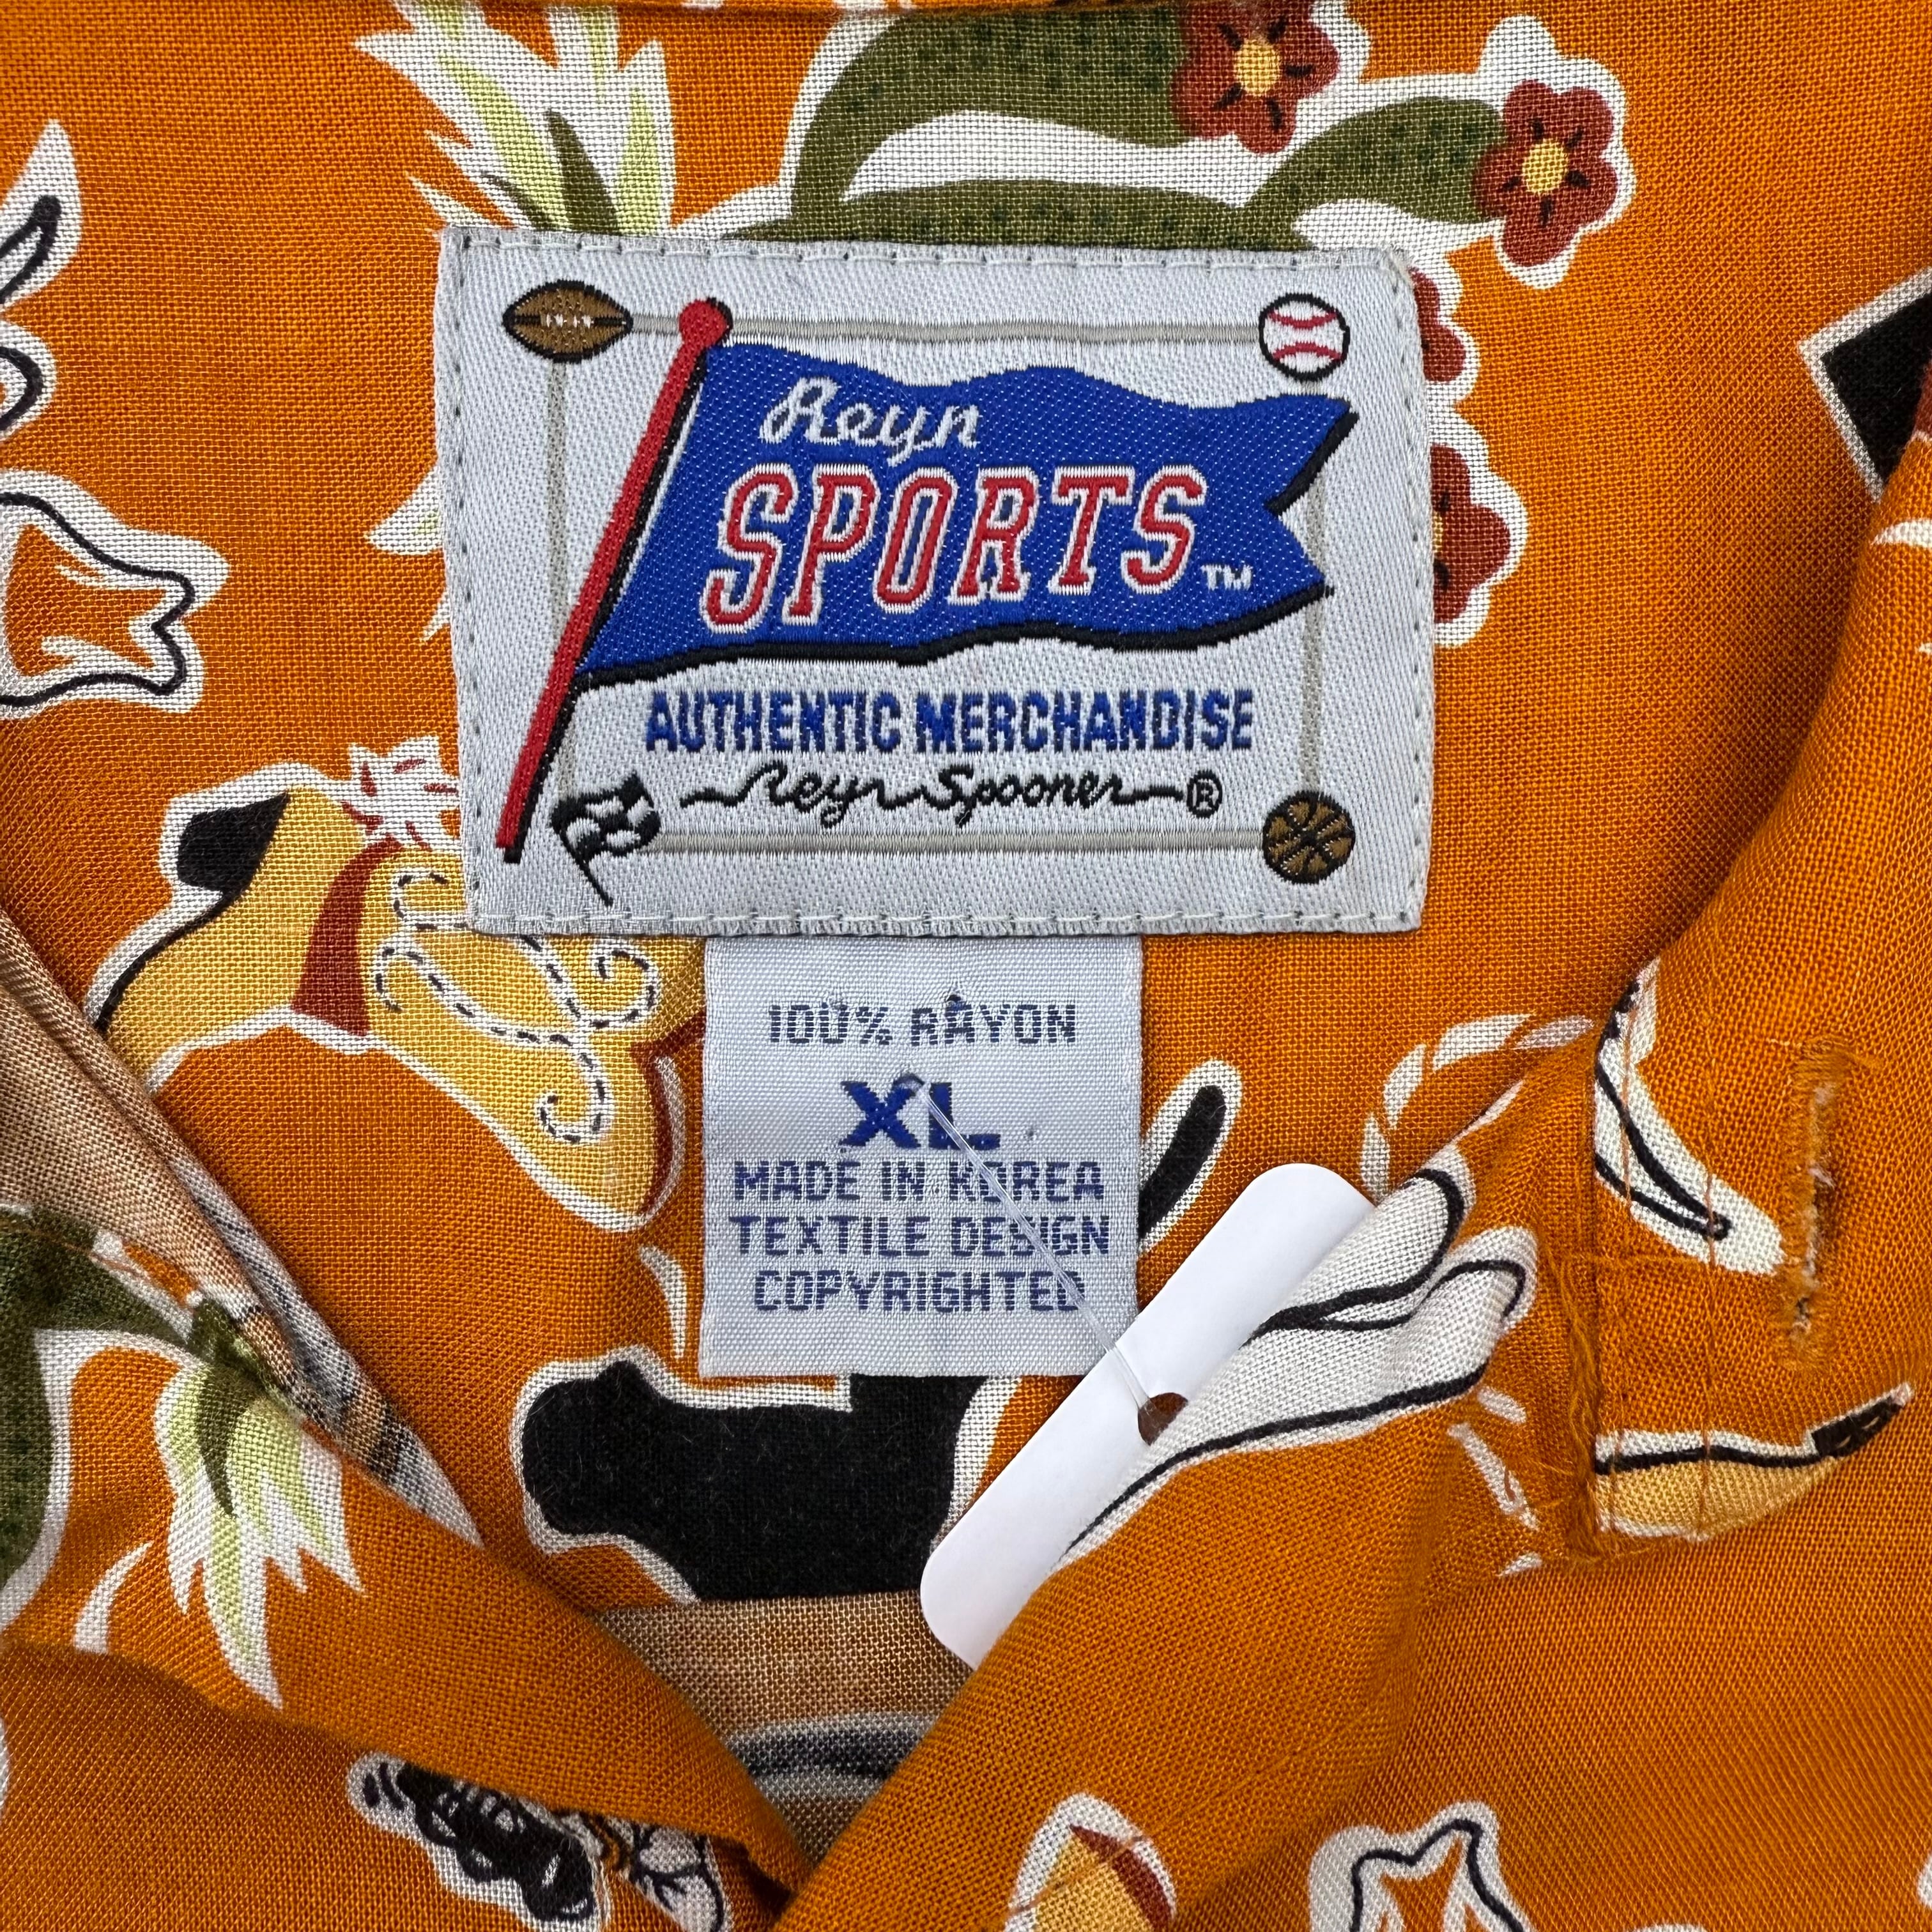 Reyn
SPORTS™
AUTHENTIC MERCHANDISE
Reyn Spooner®
100% RAYON
XL
MADE IN KOREA
TEXTILE DESIGN
COPYRIGHTED